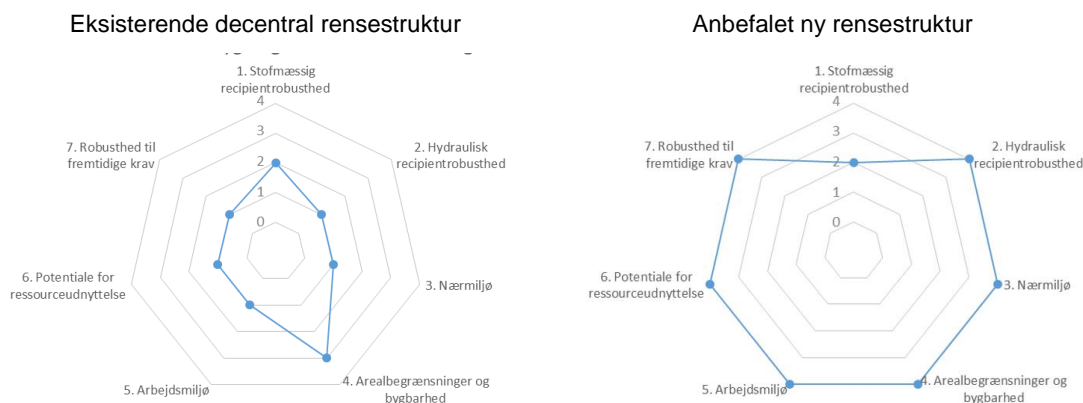 Eksisterende decentral rensestruktur
1. Stofmæssig
recipientrobusthed
4
3
2
1
0
2. Hydraulisk
recipientrobusthed
3. Nærmiljø
4. Arealbegrænsninger og
bygbarhed
5. Arbejdsmiljø
6. Potentiale for
ressourceudnyttelse
7. Robusthed til
fremtidige krav
Anbefalet ny rensestruktur
1. Stofmæssig
recipientrobusthed
4
3
2
1
0
2. Hydraulisk
recipientrobusthed
3. Nærmiljø
4. Arealbegrænsninger og
bygbarhed
5. Arbejdsmiljø
6. Potentiale for
ressourceudnyttelse
7. Robusthed til
fremtidige krav